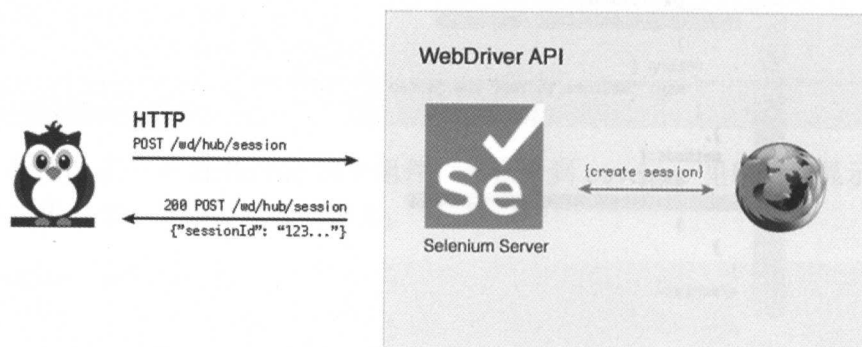 WebDriver API
HTTP
POST /wd/hub/session
200 POST /wd/hub/session
{"sessionId": "123..."}
Se
Selenium Server
{create session}